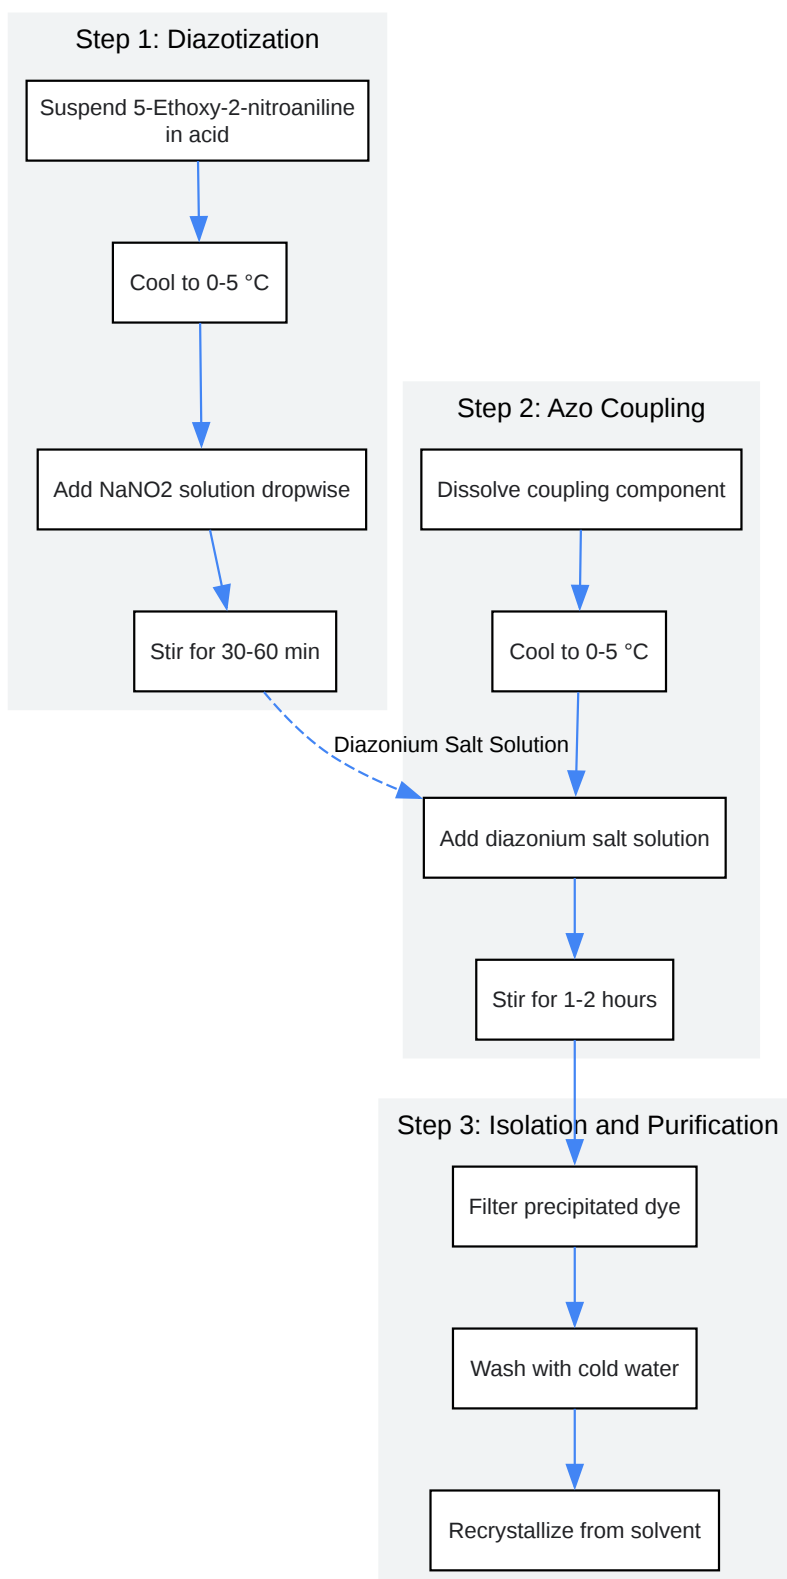 Step 1: Diazotization
Suspend 5-Ethoxy-2-nitroaniline
in acid
Cool to 0-5 °C
Add NaNO2 solution dropwise
Stir for 30-60 min
Step 2: Azo Coupling
Dissolve coupling component
Cool to 0-5 °C
Diazonium Salt Solution
Add diazonium salt solution
Stir for 1-2 hours
Step 3: Isolation and Purification
Filter precipitated dye
Wash with cold water
Recrystallize from solvent